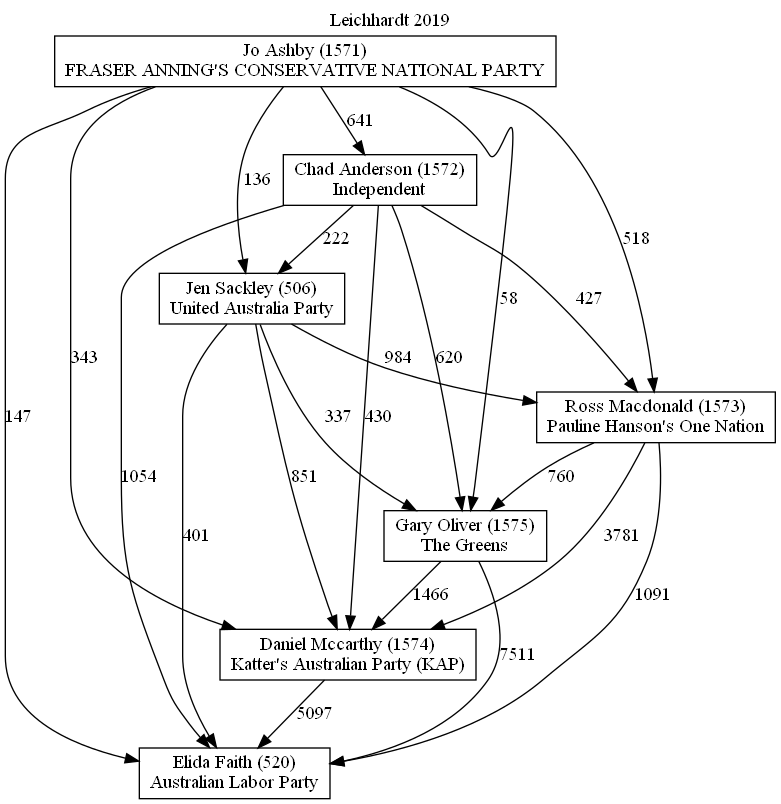 Leichhardt 2019
Jo Ashby (1571)
FRASER ANNING'S CONSERVATIVE NATIONAL PARTY
641
Chad Anderson (1572)
Independent
136
222
518
Jen Sackley (506)
United Australia Party
58
427
343
984
620
147
337
430
Ross Macdonald (1573)
Pauline Hanson's One Nation
1054
851
760
401
Gary Oliver (1575)
The Greens
3781
1466
1091
Daniel Mccarthy (1574)
Katter's Australian Party (KAP)
7511
5097
Elida Faith (520)
Australian Labor Party